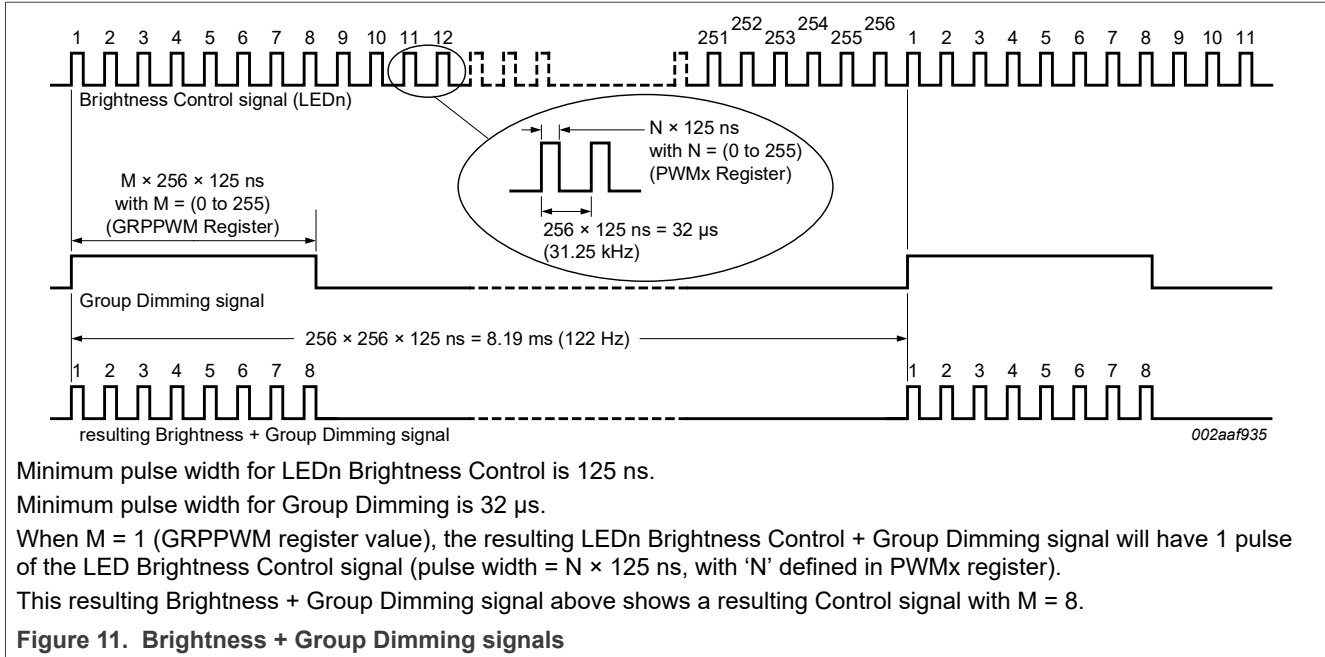 1 2 3 4 5 6 7 8 9 10 11 12 251 252 253 254 255 256 1 2 3 4 5 6 7 8 9 10 11
Brightness Control signal (LEDn)
N × 125 ns
with N = (0 to 255)
(PWMx Register)
256 × 125 ns = 32 µs
(31.25 kHz)
M × 256 × 125 ns
with M = (0 to 255)
(GRPPWM Register)
Group Dimming signal
256 × 256 × 125 ns = 8.19 ms (122 Hz)
1 2 3 4 5 6 7 8 1 2 3 4 5 6 7 8
resulting Brightness + Group Dimming signal
002aaf935
Minimum pulse width for LEDn Brightness Control is 125 ns.
Minimum pulse width for Group Dimming is 32 µs.
When M = 1 (GRPPWM register value), the resulting LEDn Brightness Control + Group Dimming signal will have 1 pulse
of the LED Brightness Control signal (pulse width = N × 125 ns, with ‘N’ defined in PWMx register).
This resulting Brightness + Group Dimming signal above shows a resulting Control signal with M = 8.
Figure 11. Brightness + Group Dimming signals